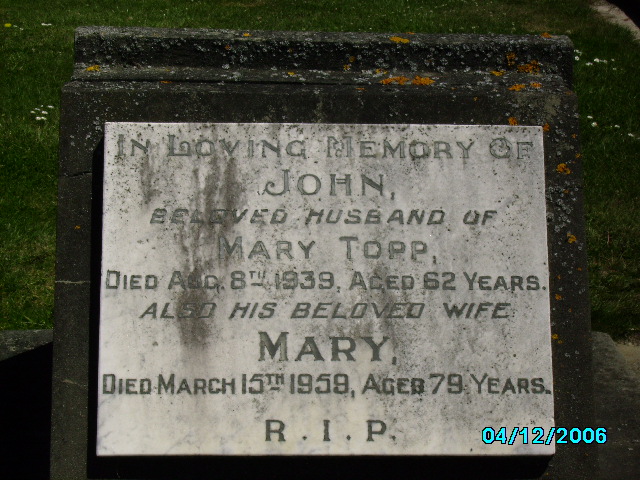 In Loving Memory Of
John,
Beloved Husband of
Mary Topp,
Died Aug. 8th 1939, Aged 62 Years.
Also His Beloved Wife
Mary,
Died March 15th 1959, Aged 79 Years.
R. I. P.
04/12/2006